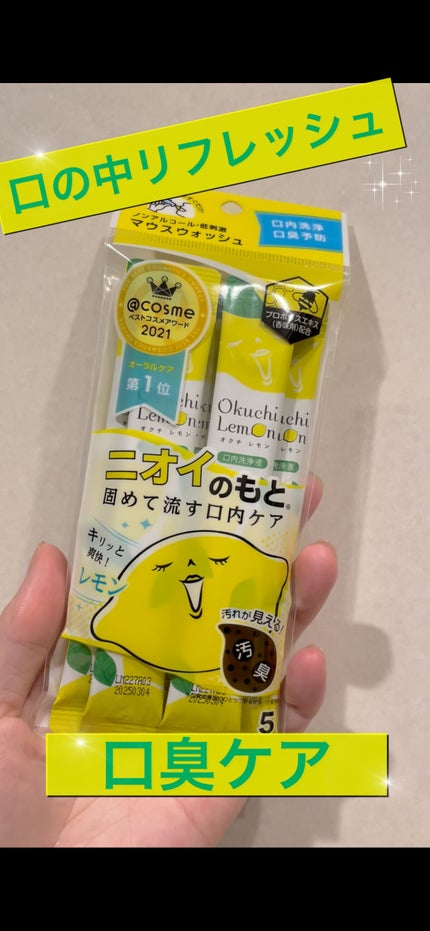 口の中リフレッシュ
ノンアルコール・低刺激
マウスウォッシュ
口内洗浄
口臭予防
@cosme
ベストコスメアワード
2021
オーラルケア
第1位
プロポリスエキス
(香味剤)配合
Okuchi
Lemon
オクチ レモン
口内洗浄液
ニオイのもと
固めて流す口内ケア
キリッと
爽快!
レモン
汚れが見える!
汚
臭
LM227A03
20250304
20250304
5
口臭ケア